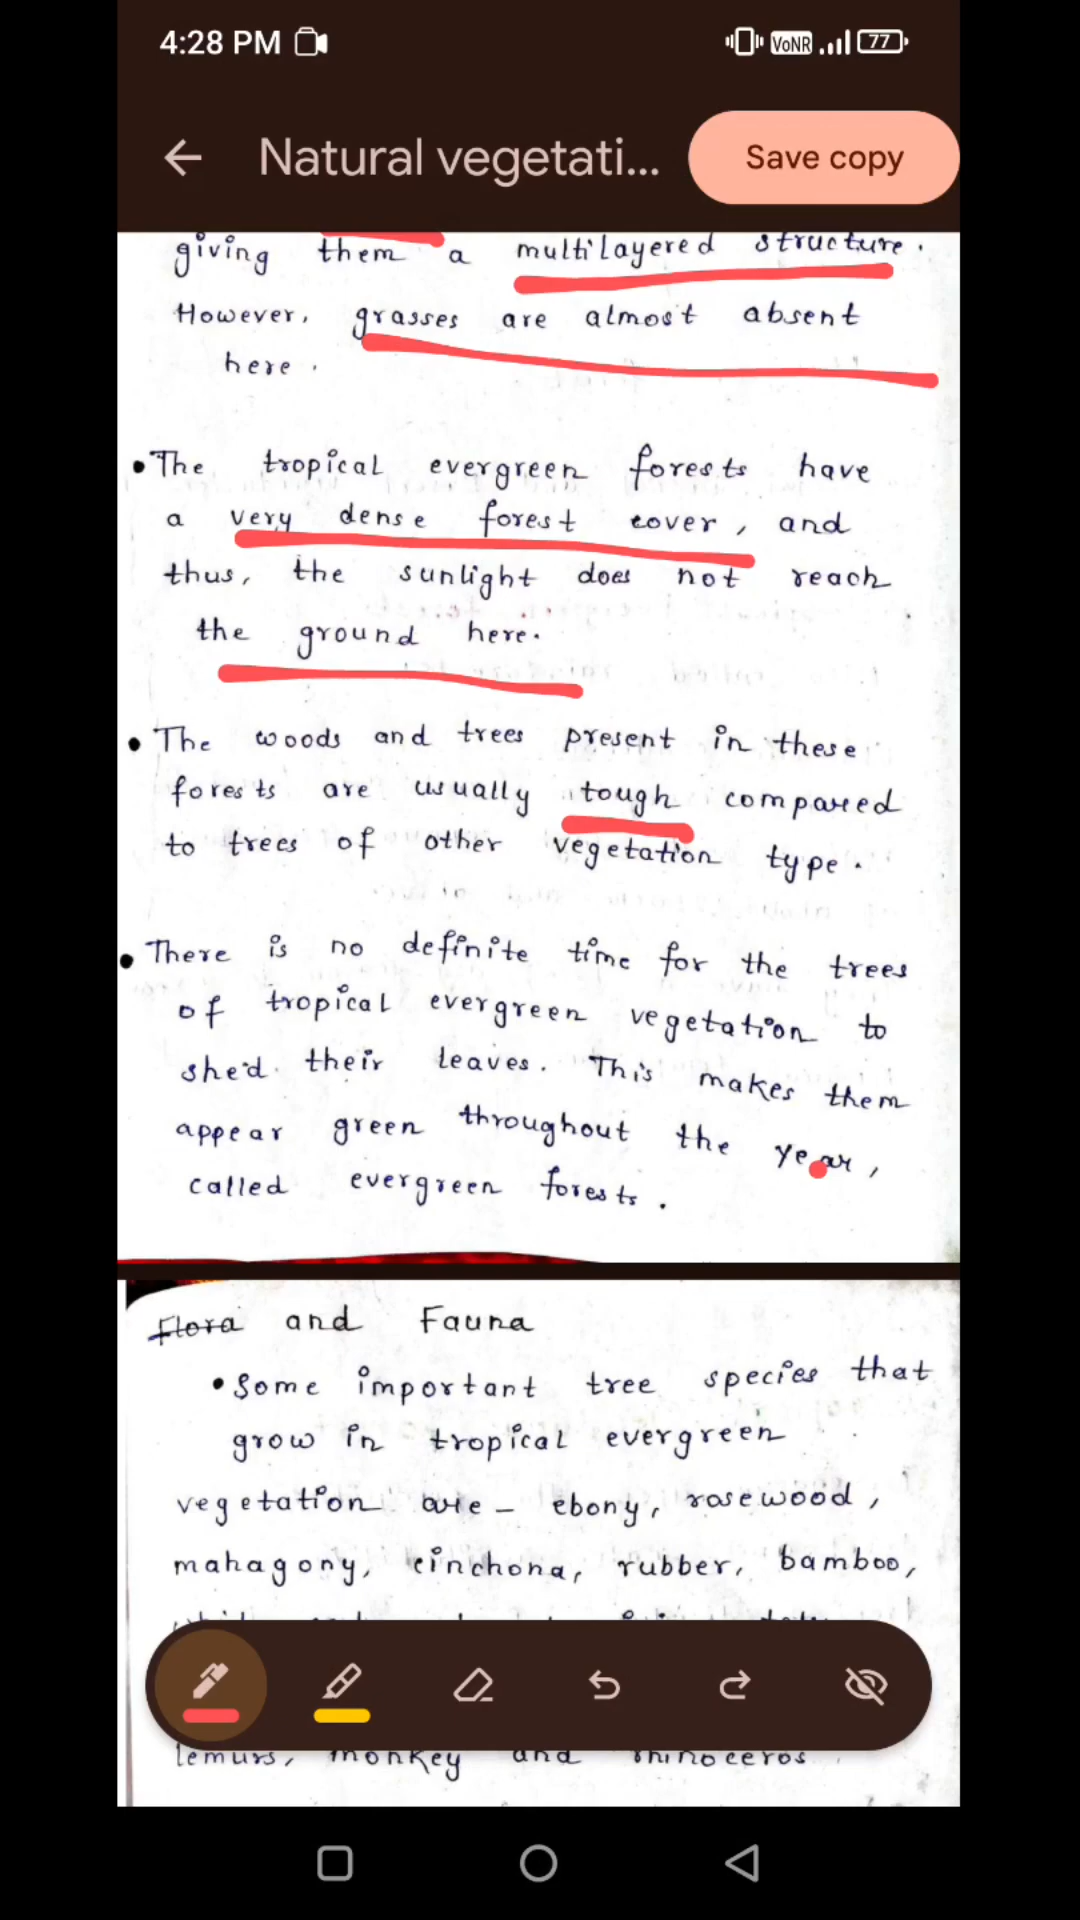 4:28 PM
VoNR 77
Natural vegetati...
Save copy
giving them a multilayered structure.
However, grasses are almost absent
here.
• The tropical evergreen forests have
a very dense forest cover, and
thus, the sunlight does not reach
the ground here.
• The woods and trees present in these
forests are usually tough compared
to trees of other vegetation type.
• There is no definite time for the trees
of tropical evergreen vegetation to
shed their leaves. This makes them
appear green throughout the year,
called evergreen forests.
Flora and Fauna
• Some important tree species that
grow in tropical evergreen
vegetation are - ebony, rosewood,
mahagony, cinchona, rubber, bamboo,
lemurs, monkey and rhinoceros